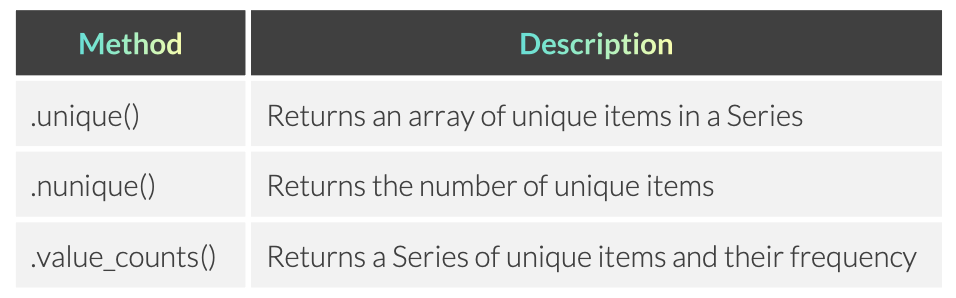 Method Description
.unique() Returns an array of unique items in a Series
.nunique() Returns the number of unique items
.value_counts() Returns a Series of unique items and their frequency